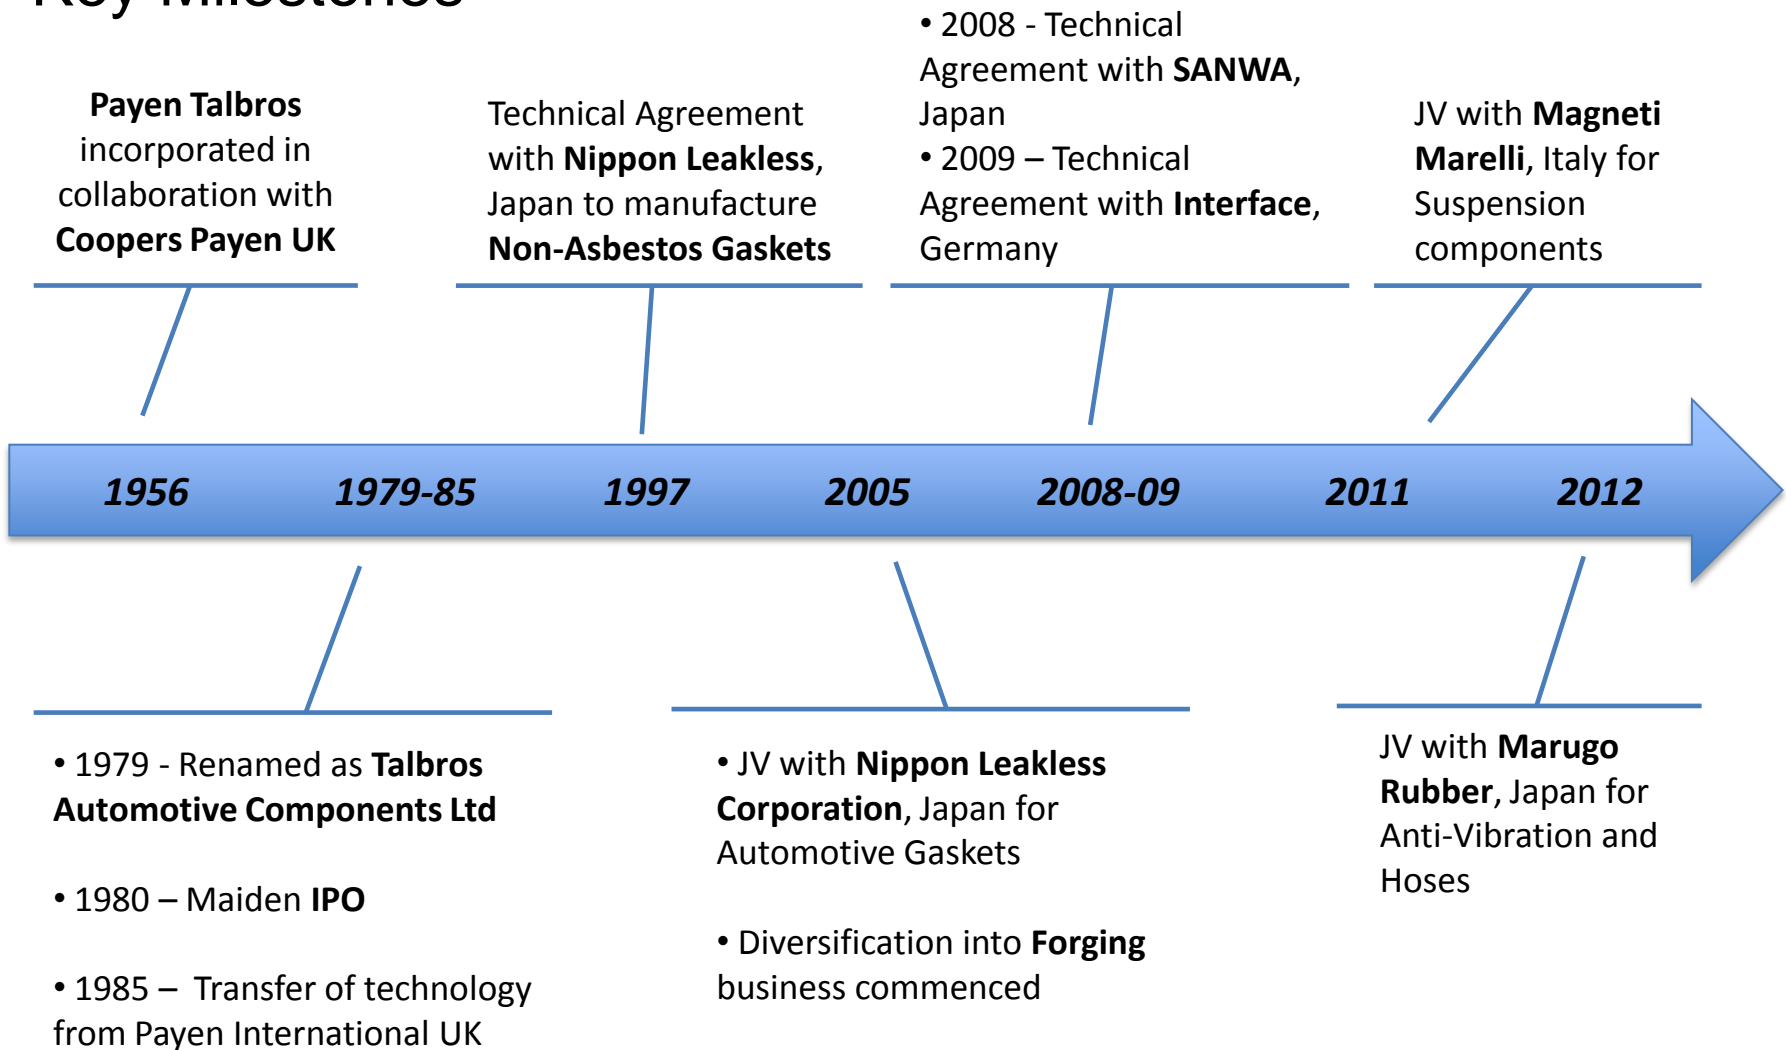 Key Milestones
Payen Talbros
incorporated in
collaboration with
Coopers Payen UK
Technical Agreement
with Nippon Leakless,
Japan to manufacture
Non-Asbestos Gaskets
• 2008 - Technical
Agreement with SANWA,
Japan
• 2009 – Technical
Agreement with Interface,
Germany
JV with Magneti
Marelli, Italy for
Suspension
components
1956
1979-85
1997
2005
2008-09
2011
2012
• 1979 - Renamed as Talbros
Automotive Components Ltd
• 1980 – Maiden IPO
• 1985 – Transfer of technology
from Payen International UK
• JV with Nippon Leakless
Corporation, Japan for
Automotive Gaskets
• Diversification into Forging
business commenced
JV with Marugo
Rubber, Japan for
Anti-Vibration and
Hoses